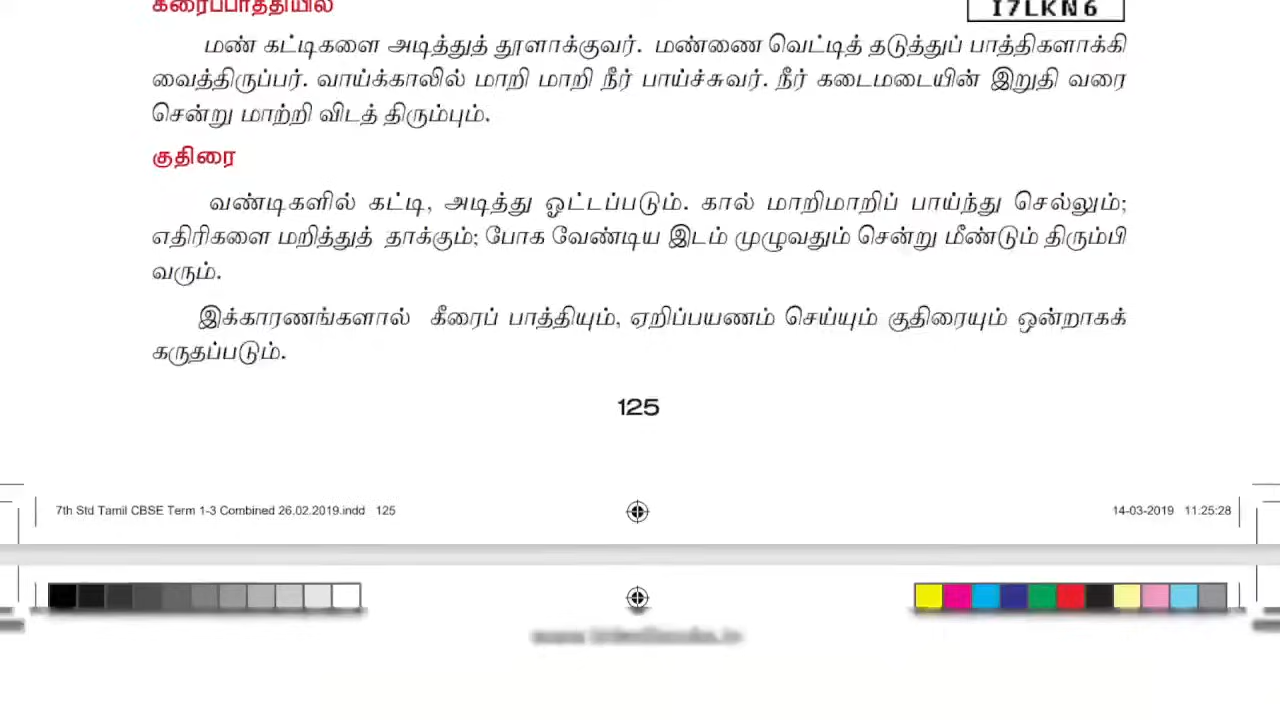 கீரைப்பாத்தியில்
I7LKN6
மண் கட்டிகளை அடித்துத் தூளாக்குவர். மண்ணை வெட்டித் தடுத்துப் பாத்திகளாக்கி
வைத்திருப்பர். வாய்க்காலில் மாறி மாறி நீர் பாய்ச்சுவர். நீர் கடைமடையின் இறுதி வரை
சென்று மாற்றி விடத் திரும்பும்.
குதிரை
வண்டிகளில் கட்டி, அடித்து ஓட்டப்படும். கால் மாறிமாறிப் பாய்ந்து செல்லும்;
எதிரிகளை மறித்துத் தாக்கும்; போக வேண்டிய இடம் முழுவதும் சென்று மீண்டும் திரும்பி
வரும்.
இக்காரணங்களால் கீரைப் பாத்தியும், ஏறிப்பயணம் செய்யும் குதிரையும் ஒன்றாகக்
கருதப்படும்.
125
7th Std Tamil CBSE Term 1-3 Combined 26.02.2019.indd 125
14-03-2019 11:25:28